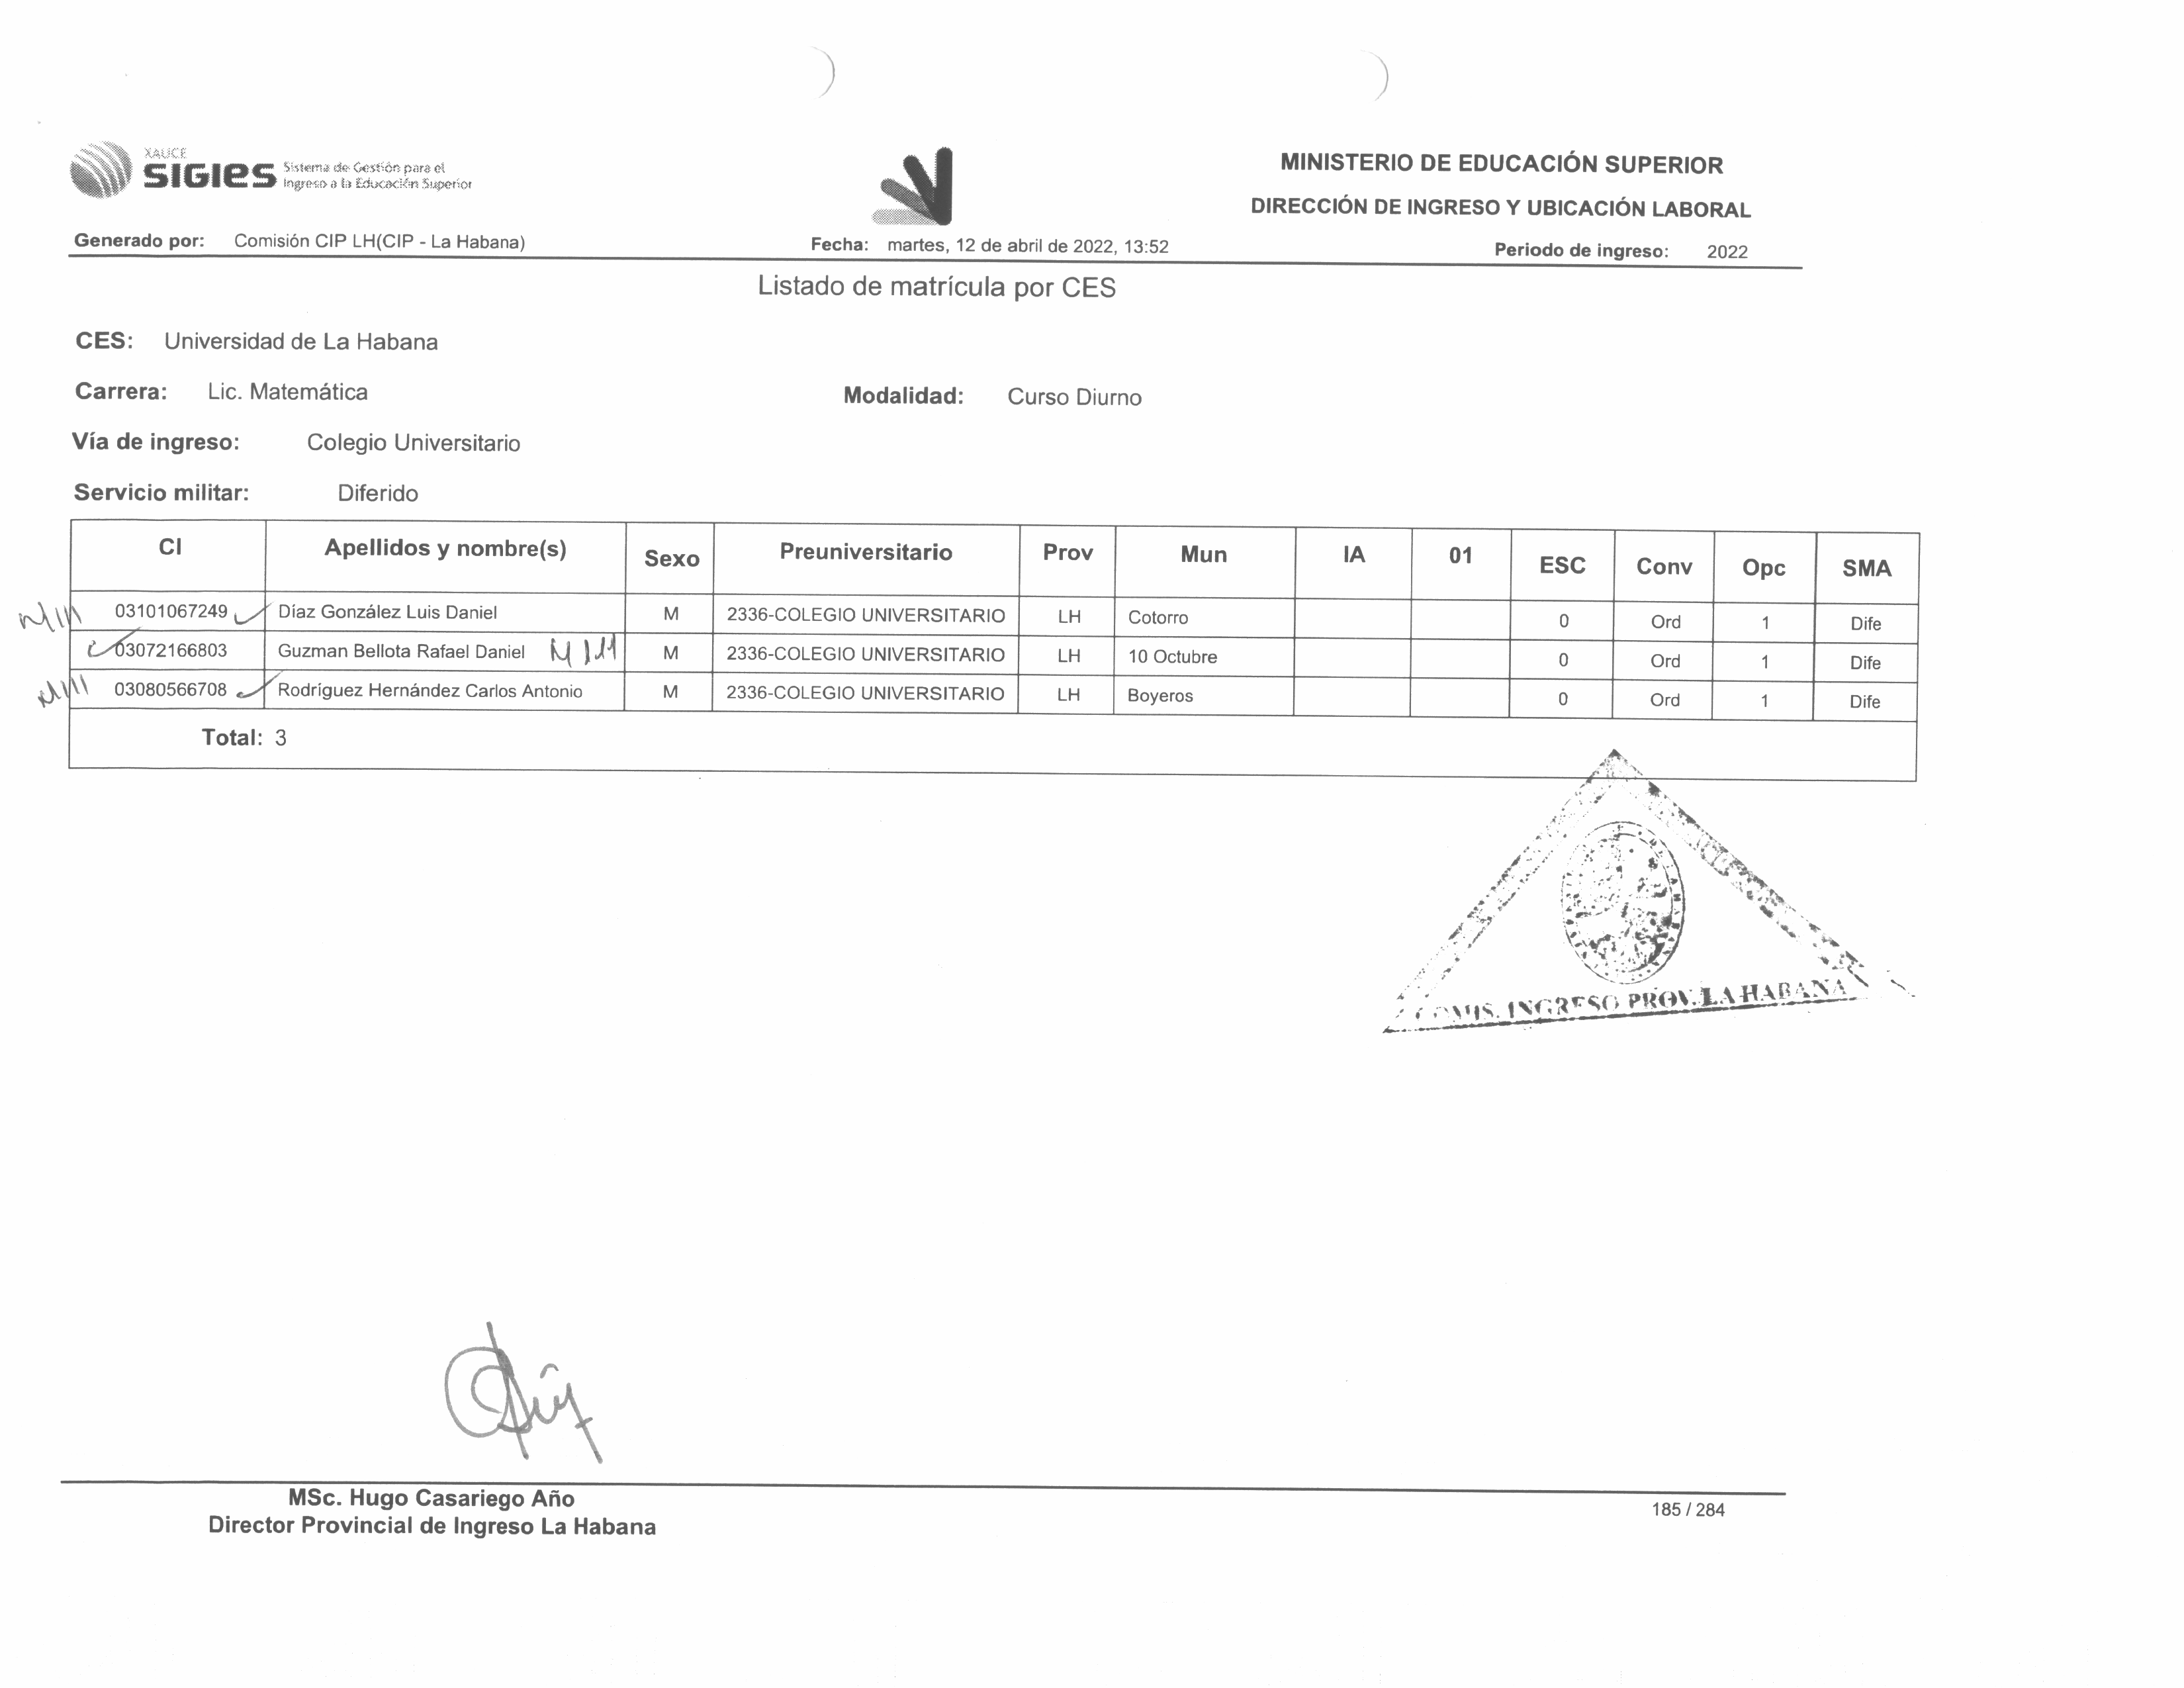 XAUCE
SIGIES Sistema de Gestión para el
Ingreso a la Educación Superior
MINISTERIO DE EDUCACIÓN SUPERIOR
DIRECCIÓN DE INGRESO Y UBICACIÓN LABORAL
Generado por: Comisión CIP LH(CIP - La Habana) Fecha: martes, 12 de abril de 2022, 13:52 Periodo de ingreso: 2022
Listado de matrícula por CES
CES: Universidad de La Habana
Carrera: Lic. Matemática Modalidad: Curso Diurno
Vía de ingreso: Colegio Universitario
Servicio militar: Diferido
CI Apellidos y nombre(s) Sexo Preuniversitario Prov Mun IA 01 ESC Conv Opc SMA
03101067249 Díaz González Luis Daniel M 2336-COLEGIO UNIVERSITARIO LH Cotorro 0 Ord 1 Dife
03072166803 Guzman Bellota Rafael Daniel M 2336-COLEGIO UNIVERSITARIO LH 10 Octubre 0 Ord 1 Dife
03080566708 Rodríguez Hernández Carlos Antonio M 2336-COLEGIO UNIVERSITARIO LH Boyeros 0 Ord 1 Dife
Total: 3
COMIS. INGRESO PROV. LA HABANA
MSc. Hugo Casariego Año
Director Provincial de Ingreso La Habana
185 / 284